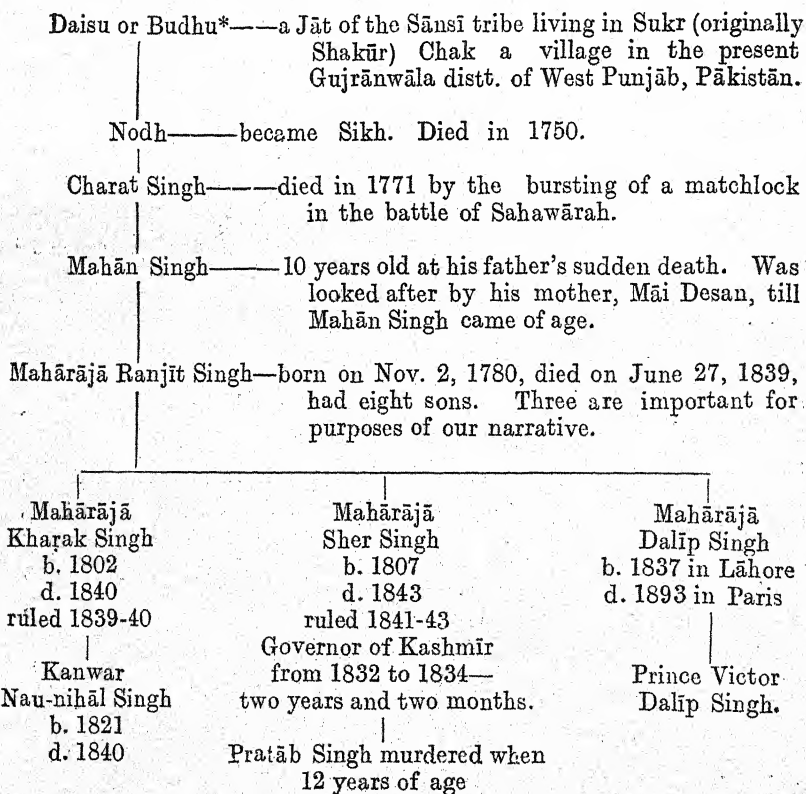 Daisu or Budhu*——a Jāt of the Sānsī tribe living in Sukr (originally
Shakūr) Chak a village in the present
Gujrānwāla distt. of West Punjāb, Pākistān.
Nodh——became Sikh. Died in 1750.
Charat Singh——died in 1771 by the bursting of a matchlock
in the battle of Sahawārah.
Mahān Singh——10 years old at his father's sudden death. Was
looked after by his mother, Māi Desan, till
Mahān Singh came of age.
Mahārājā Ranjīt Singh—born on Nov. 2, 1780, died on June 27, 1839,
had eight sons. Three are important for
purposes of our narrative.
Mahārājā
Kharak Singh
b. 1802
d. 1840
ruled 1839-40
Kanwar
Nau-nihāl Singh
b. 1821
d. 1840
Mahārājā
Sher Singh
b. 1807
d. 1843
ruled 1841-43
Governor of Kashmīr
from 1832 to 1834—
two years and two months.
Pratāb Singh murdered when
12 years of age
Mahārājā
Dalīp Singh
b. 1837 in Lāhore
d. 1893 in Paris
Prince Victor
Dalīp Singh.